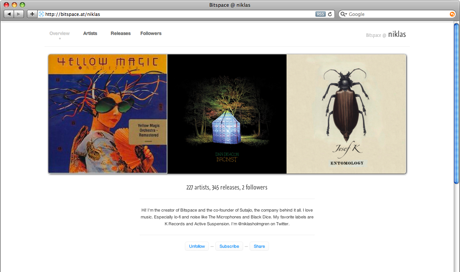 Bitspace @ niklas
http://bitspace.at/niklas
Google
Overview Artists Releases Followers
Bitspace @ niklas
YELLOW MAGIC
Yellow Magic
Orchestra -
Remastered
Josef K
ENTOMOLOGY
227 artists, 345 releases, 2 followers
Hi! I'm the creator of Bitspace and the co-founder of Suteki, the company behind it all. I love
music. Especially lo-fi and noise like The Microphones and Black Dice. My favorite labels are
K Records and Active Suspension. I'm @niklasholmgren on Twitter.
Unfollow – Subscribe – Share